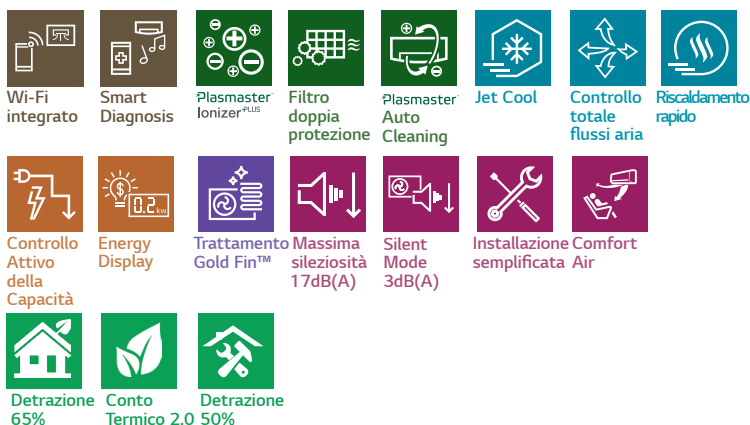 Wi-Fi
integrato
Smart
Diagnosis
Plasmaster™
Ionizer PLUS
Filtro
doppia
protezione
Plasmaster™
Auto
Cleaning
Jet Cool
Controllo
totale
flussi aria
Riscaldamento
rapido
0.2 kw
Controllo
Attivo
della
Capacità
Energy
Display
Trattamento
Gold Fin™
Massima
sileziosità
17dB(A)
Silent
Mode
3dB(A)
Installazione
semplificata
Comfort
Air
Detrazione
65%
Conto
Termico 2.0
Detrazione
50%